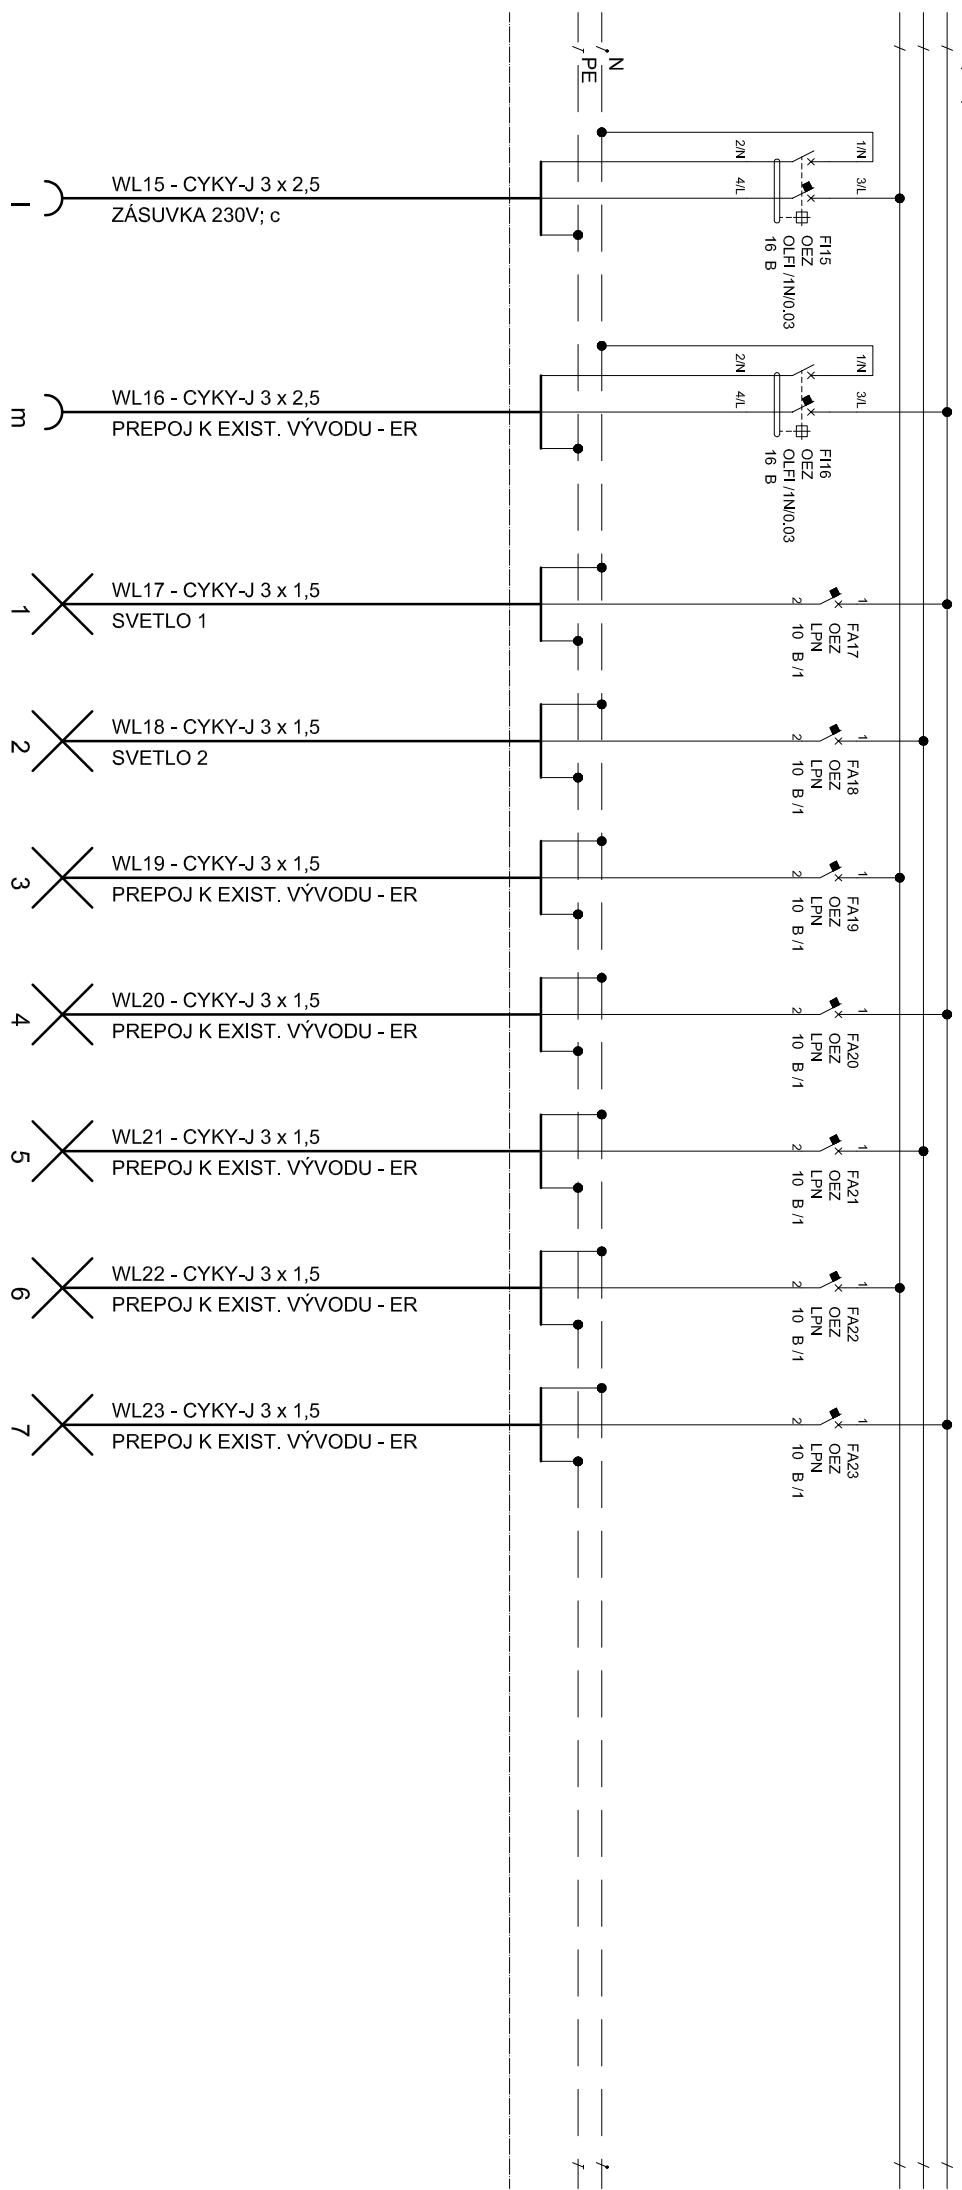 N
PE
1/N
3/L
2/N
4/L
FI15
OEZ
OLFI /1N/0.03
16 B
WL15 - CYKY-J 3 x 2,5
ZÁSUVKA 230V; c
l
1/N
3/L
2/N
4/L
FI16
OEZ
OLFI /1N/0.03
16 B
WL16 - CYKY-J 3 x 2,5
PREPOJ K EXIST. VÝVODU - ER
m
1
2
FA17
OEZ
LPN
10 B /1
WL17 - CYKY-J 3 x 1,5
SVETLO 1
1
1
2
FA18
OEZ
LPN
10 B /1
WL18 - CYKY-J 3 x 1,5
SVETLO 2
2
1
2
FA19
OEZ
LPN
10 B /1
WL19 - CYKY-J 3 x 1,5
PREPOJ K EXIST. VÝVODU - ER
3
1
2
FA20
OEZ
LPN
10 B /1
WL20 - CYKY-J 3 x 1,5
PREPOJ K EXIST. VÝVODU - ER
4
1
2
FA21
OEZ
LPN
10 B /1
WL21 - CYKY-J 3 x 1,5
PREPOJ K EXIST. VÝVODU - ER
5
1
2
FA22
OEZ
LPN
10 B /1
WL22 - CYKY-J 3 x 1,5
PREPOJ K EXIST. VÝVODU - ER
6
1
2
FA23
OEZ
LPN
10 B /1
WL23 - CYKY-J 3 x 1,5
PREPOJ K EXIST. VÝVODU - ER
7